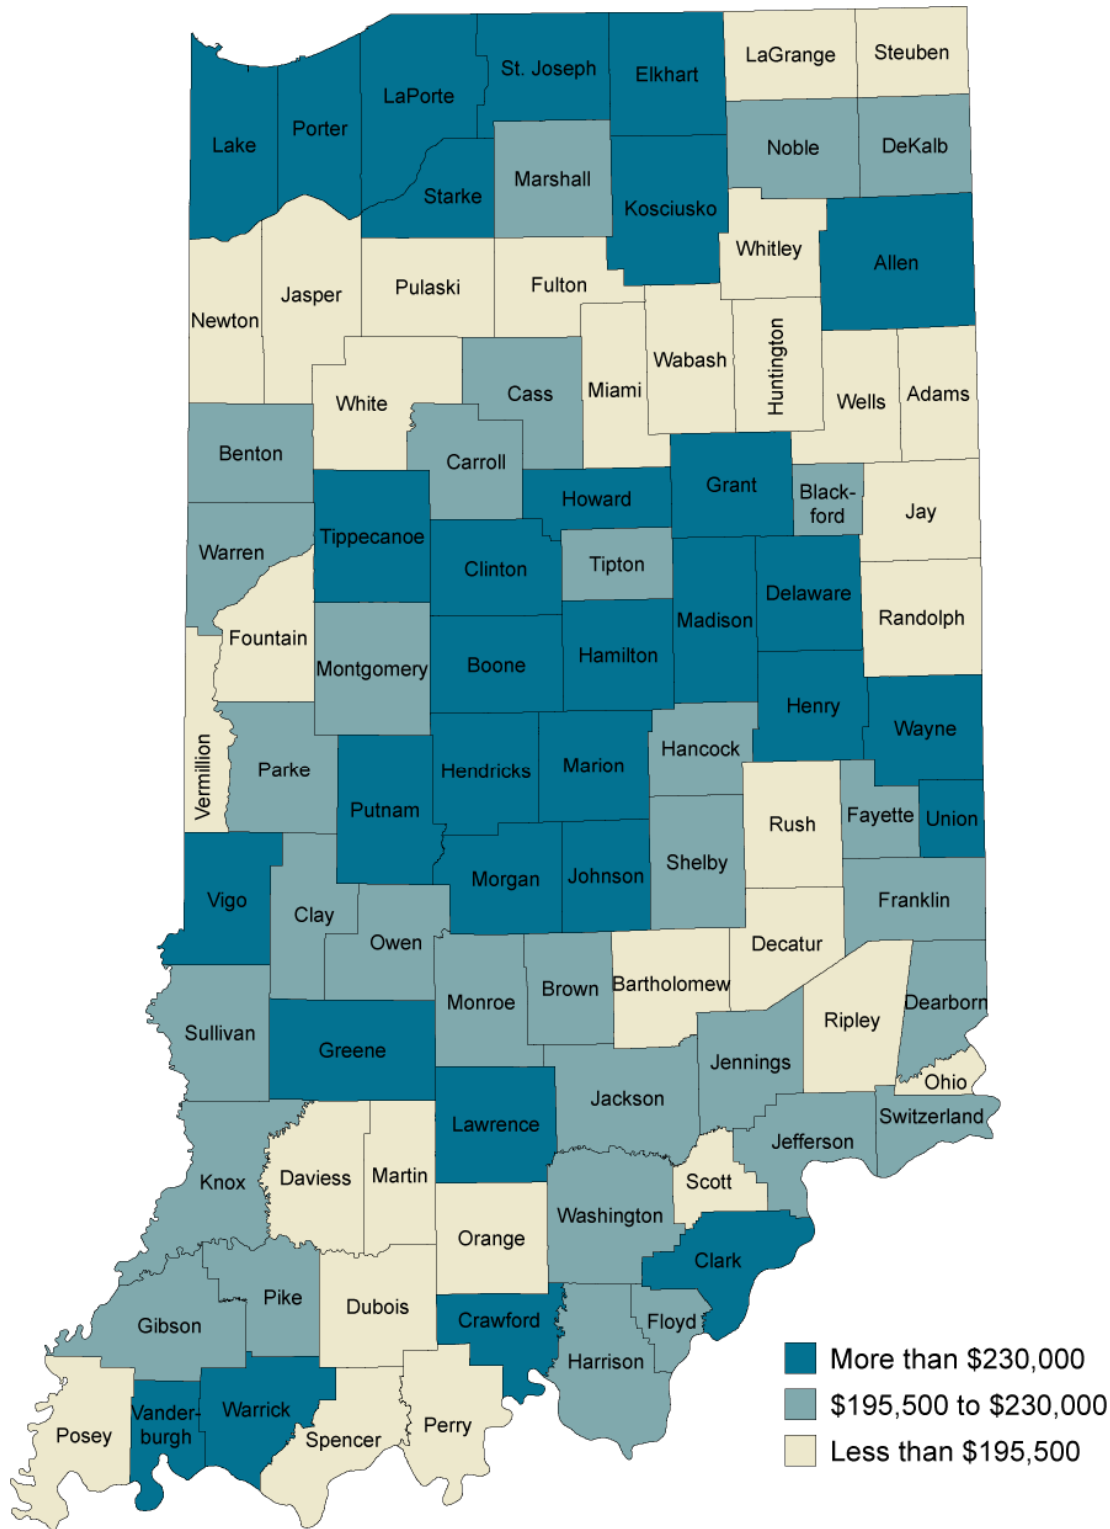 LaGrange
Steuben
St. Joseph
Elkhart
LaPorte
Porter
Lake
Noble
DeKalb
Marshall
Starke
Kosciusko
Whitley
Allen
Jasper
Pulaski
Fulton
Newton
Huntington
Wabash
Miami
Wells
Adams
White
Cass
Benton
Carroll
Howard
Grant
Black-
ford
Jay
Warren
Tippecanoe
Clinton
Tipton
Madison
Delaware
Randolph
Fountain
Montgomery
Boone
Hamilton
Henry
Wayne
Vermillion
Parke
Hendricks
Marion
Hancock
Putnam
Rush
Fayette
Union
Vigo
Clay
Morgan
Johnson
Shelby
Franklin
Owen
Decatur
Sullivan
Greene
Monroe
Brown
Bartholomew
Ripley
Dearborn
Jennings
Ohio
Jackson
Switzerland
Lawrence
Jefferson
Knox
Daviess
Martin
Scott
Washington
Orange
Clark
Pike
Dubois
Gibson
Crawford
Floyd
Harrison
Posey
Vander-
burgh
Warrick
Spencer
Perry
More than $230,000
$195,500 to $230,000
Less than $195,500